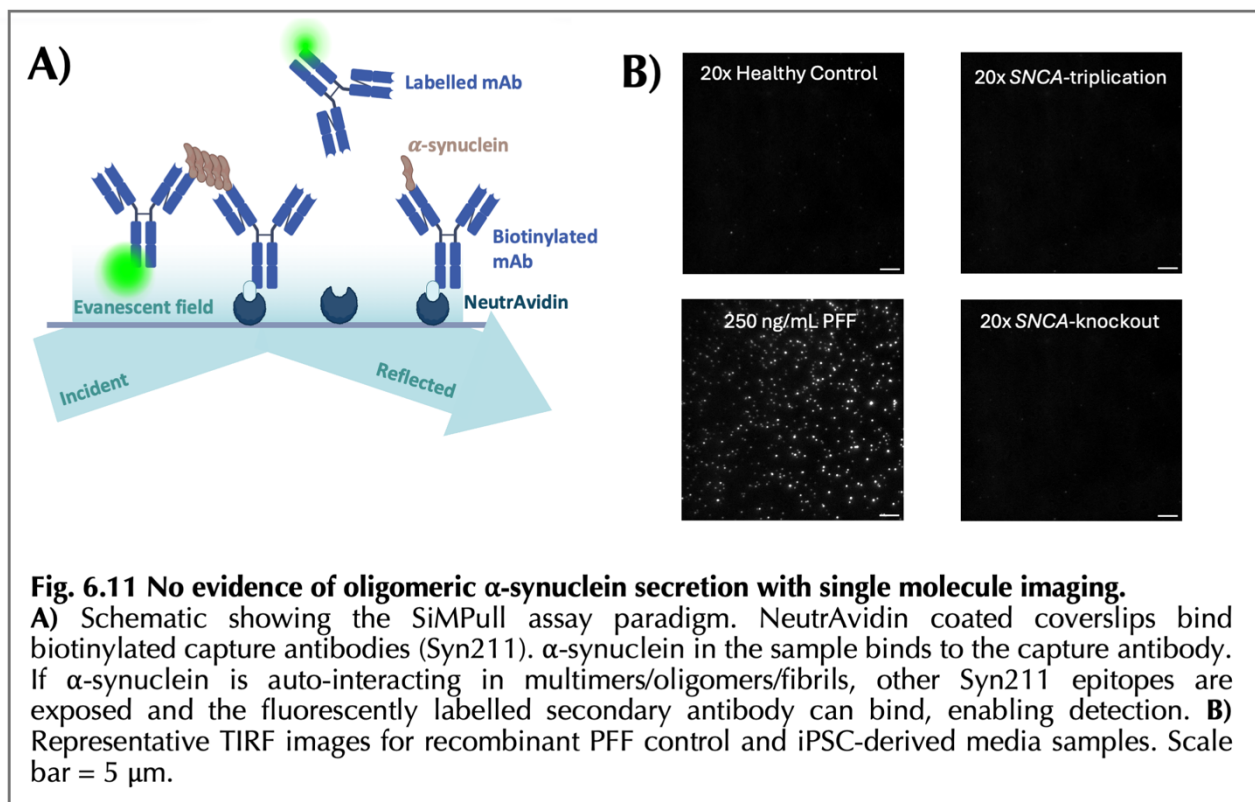 A)
Labelled mAb
α-synuclein
Biotinylated
mAb
NeutrAvidin
Evanescent field
Incident
Reflected
B)
20x Healthy Control
20x SNCA-triplication
250 ng/mL PFF
20x SNCA-knockout
Fig. 6.11 No evidence of oligomeric α-synuclein secretion with single molecule imaging.
A) Schematic showing the SiMPull assay paradigm. NeutrAvidin coated coverslips bind
biotinylated capture antibodies (Syn211). α-synuclein in the sample binds to the capture antibody.
If α-synuclein is auto-interacting in multimers/oligomers/fibrils, other Syn211 epitopes are
exposed and the fluorescently labelled secondary antibody can bind, enabling detection. B)
Representative TIRF images for recombinant PFF control and iPSC-derived media samples. Scale
bar = 5 μm.